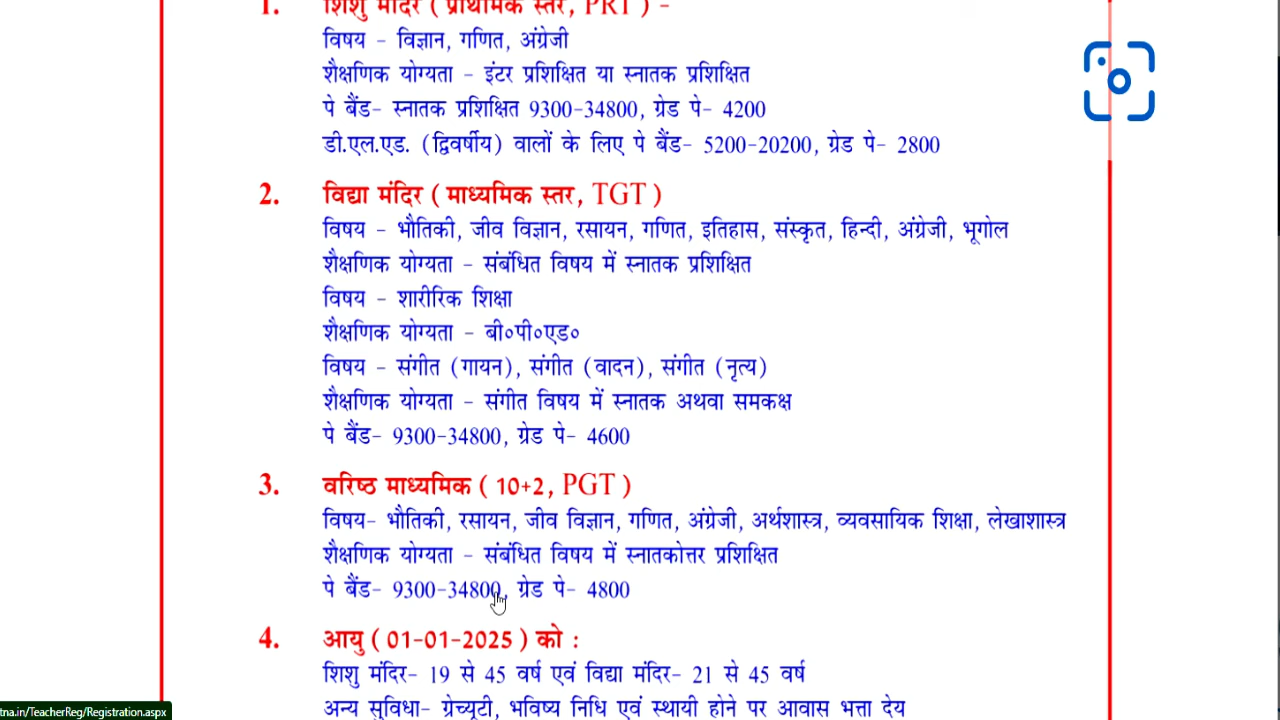 1. शिशु मंदिर ( प्राथमिक स्तर, PRT ) -
विषय - विज्ञान, गणित, अंग्रेजी
शैक्षणिक योग्यता - इंटर प्रशिक्षित या स्नातक प्रशिक्षित
पे बैंड- स्नातक प्रशिक्षित 9300-34800, ग्रेड पे- 4200
डी.एल.एड. (द्विवर्षीय) वालों के लिए पे बैंड- 5200-20200, ग्रेड पे- 2800
2. विद्या मंदिर ( माध्यमिक स्तर, TGT )
विषय - भौतिकी, जीव विज्ञान, रसायन, गणित, इतिहास, संस्कृत, हिन्दी, अंग्रेजी, भूगोल
शैक्षणिक योग्यता - संबंधित विषय में स्नातक प्रशिक्षित
विषय - शारीरिक शिक्षा
शैक्षणिक योग्यता - बी०पी०एड०
विषय - संगीत (गायन), संगीत (वादन), संगीत (नृत्य)
शैक्षणिक योग्यता - संगीत विषय में स्नातक अथवा समकक्ष
पे बैंड- 9300-34800, ग्रेड पे- 4600
3. वरिष्ठ माध्यमिक ( 10+2, PGT )
विषय- भौतिकी, रसायन, जीव विज्ञान, गणित, अंग्रेजी, अर्थशास्त्र, व्यवसायिक शिक्षा, लेखाशास्त्र
शैक्षणिक योग्यता - संबंधित विषय में स्नातकोत्तर प्रशिक्षित
पे बैंड- 9300-34800, ग्रेड पे- 4800
4. आयु ( 01-01-2025 ) को :
शिशु मंदिर- 19 से 45 वर्ष एवं विद्या मंदिर- 21 से 45 वर्ष
अन्य सुविधा- ग्रेच्यूटी, भविष्य निधि एवं स्थायी होने पर आवास भत्ता देय
tna.in/TeacherReg/Registration.aspx